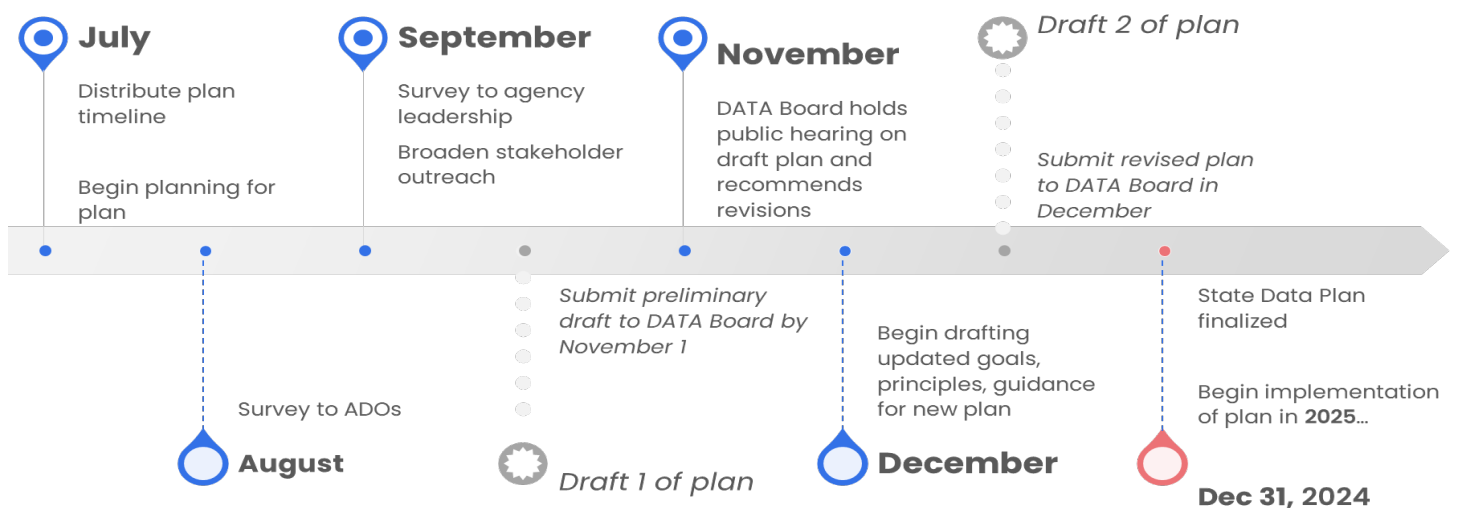 July
Distribute plan
timeline
Begin planning for
plan
Survey to ADOs
August
September
Survey to agency
leadership
Broaden stakeholder
outreach
Submit preliminary
draft to DATA Board by
November 1
Draft 1 of plan
November
DATA Board holds
public hearing on
draft plan and
recommends
revisions
Begin drafting
updated goals,
principles, guidance
for new plan
December
Draft 2 of plan
Submit revised plan
to DATA Board in
December
State Data Plan
finalized
Begin implementation
of plan in 2025...
Dec 31, 2024